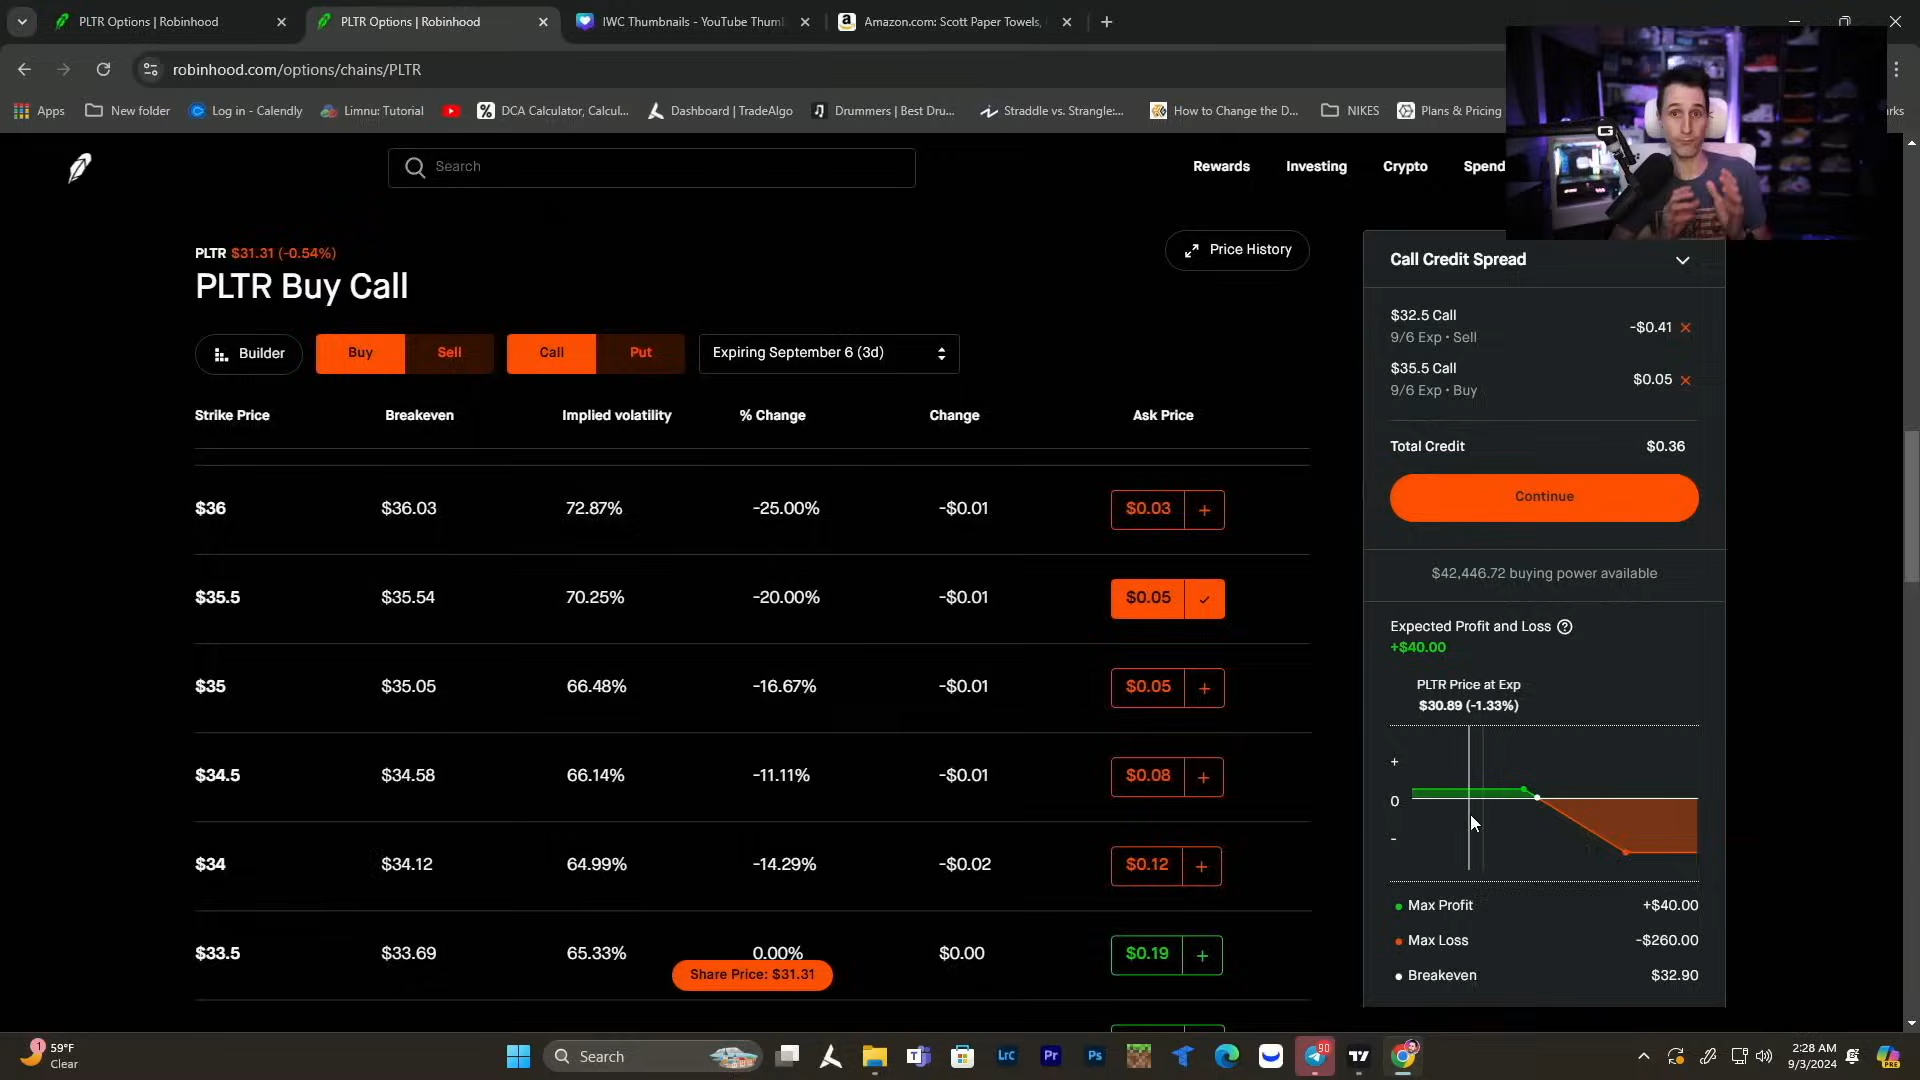 PLTR Options | Robinhood
PLTR Options | Robinhood
IWC Thumbnails - YouTube Thum
Amazon.com: Scott Paper Towels,
robinhood.com/options/chains/PLTR
Apps
New folder
Log in - Calendly
Limnu: Tutorial
DCA Calculator, Calcul...
Dashboard | TradeAlgo
Drummers | Best Dru...
Straddle vs. Strangle:...
How to Change the D...
NIKES
Plans & Pricing
rks
Search
Rewards
Investing
Crypto
Spend
PLTR $31.31 (-0.54%)
PLTR Buy Call
Price History
Builder
Buy
Sell
Call
Put
Expiring September 6 (3d)
Strike Price Breakeven Implied volatility % Change Change Ask Price
$36 $36.03 72.87% -25.00% -$0.01 $0.03 +
$35.5 $35.54 70.25% -20.00% -$0.01 $0.05
$35 $35.05 66.48% -16.67% -$0.01 $0.05 +
$34.5 $34.58 66.14% -11.11% -$0.01 $0.08 +
$34 $34.12 64.99% -14.29% -$0.02 $0.12 +
$33.5 $33.69 65.33% 0.00% $0.00 $0.19 +
Share Price: $31.31
Call Credit Spread
$32.5 Call
9/6 Exp • Sell
-$0.41
$35.5 Call
9/6 Exp • Buy
$0.05
Total Credit $0.36
Continue
$42,446.72 buying power available
Expected Profit and Loss
+$40.00
PLTR Price at Exp
$30.89 (-1.33%)
+
0
-
Max Profit +$40.00
Max Loss -$260.00
Breakeven $32.90
1
59°F
Clear
Search
LrC
Pr
Ps
90
2:28 AM
9/3/2024
PRE